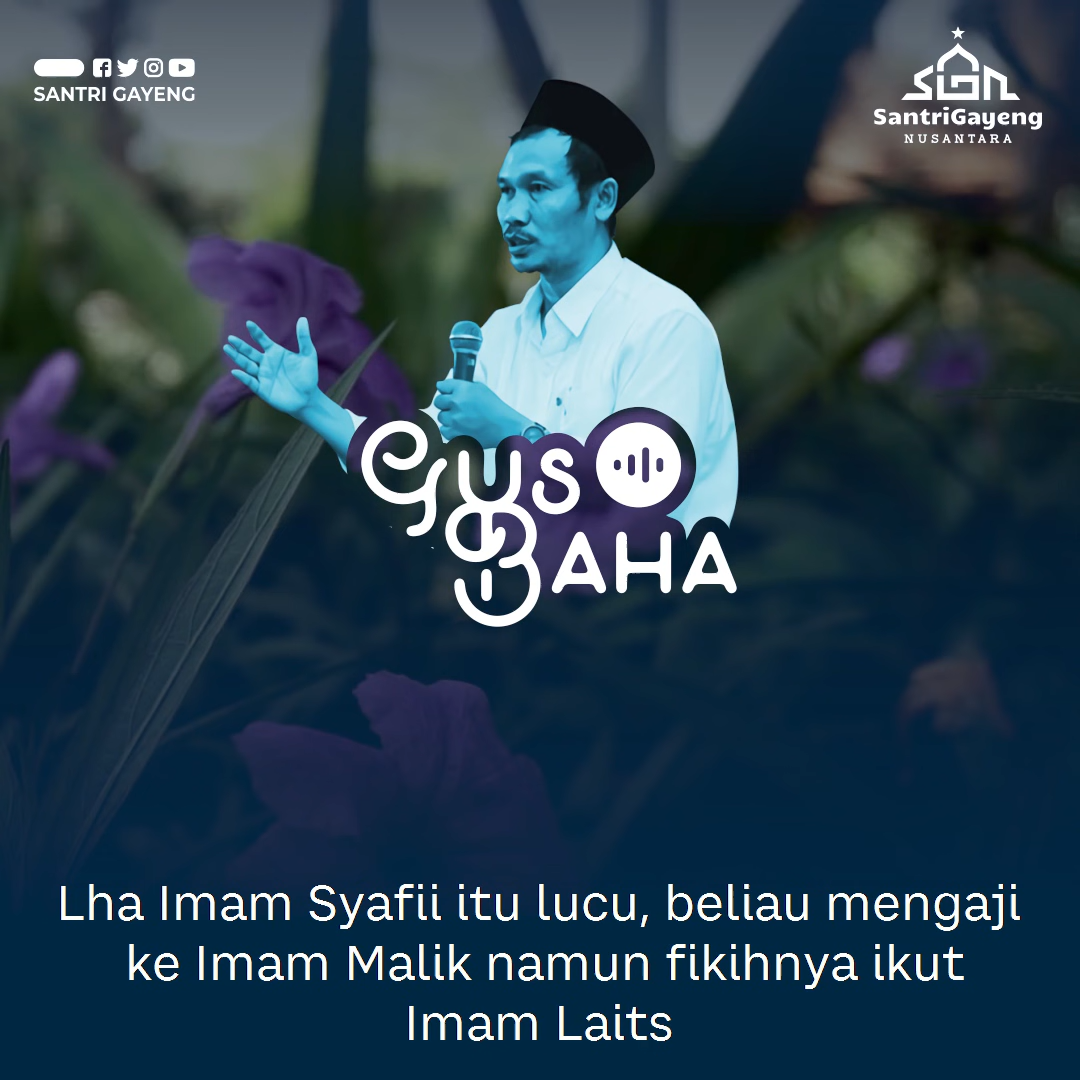 SANTRI GAYENG
SGN
SantriGayeng
NUSANTARA
Gus
BAHA
Lha Imam Syafii itu lucu, beliau mengaji
ke Imam Malik namun fikihnya ikut
Imam Laits